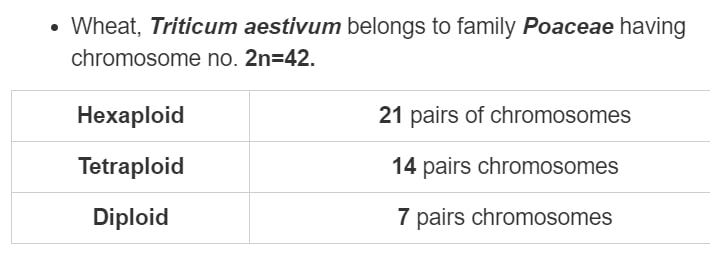 • Wheat, Triticum aestivum belongs to family Poaceae having
chromosome no. 2n=42.
Hexaploid 21 pairs of chromosomes
Tetraploid 14 pairs chromosomes
Diploid 7 pairs chromosomes